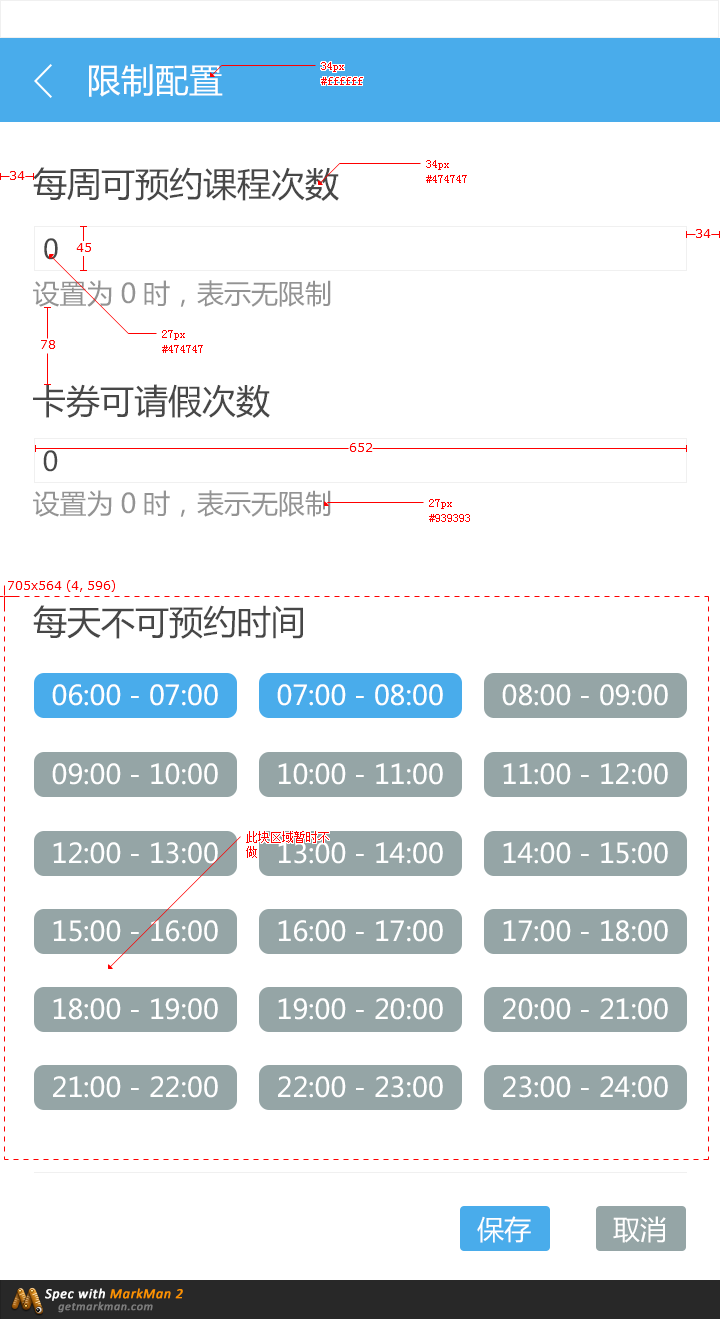 限制配置
34px
#ffffff
34
每周可预约课程次数
34px
#474747
34
0
45
设置为 0 时，表示无限制
27px
#474747
78
卡券可请假次数
652
0
设置为 0 时，表示无限制
27px
#939393
705x564 (4, 596)
每天不可预约时间
06:00 - 07:00 07:00 - 08:00 08:00 - 09:00
09:00 - 10:00 10:00 - 11:00 11:00 - 12:00
此块区域暂时不
做
12:00 - 13:00 13:00 - 14:00 14:00 - 15:00
15:00 - 16:00 16:00 - 17:00 17:00 - 18:00
18:00 - 19:00 19:00 - 20:00 20:00 - 21:00
21:00 - 22:00 22:00 - 23:00 23:00 - 24:00
保存 取消
Spec with MarkMan 2
getmarkman.com